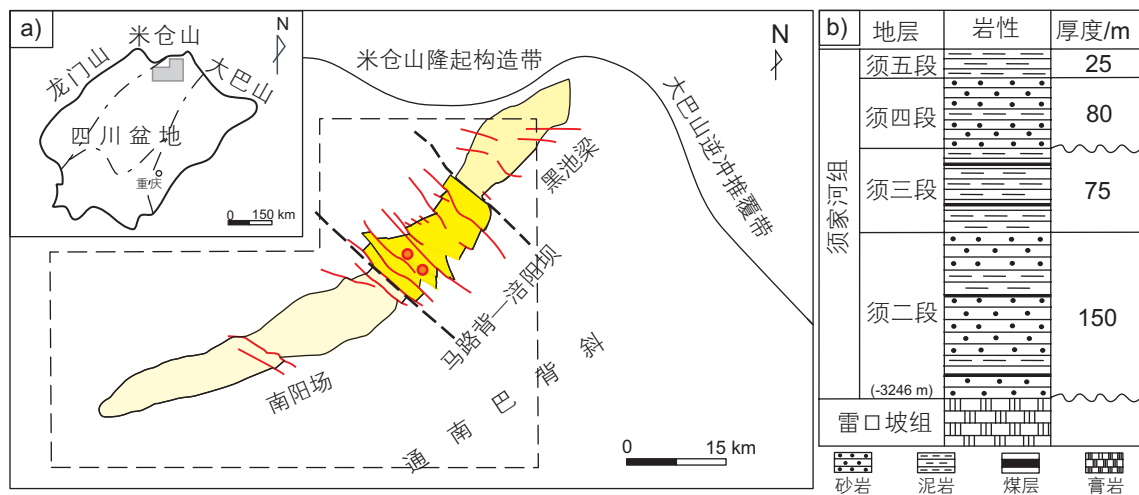 a)
N
米仓山
龙门山
大巴山
四川盆地
重庆
0 150 km
米仓山隆起构造带
N
大巴山逆冲推覆带
黑池梁
马路背—涪阳坝
南阳场
通南巴背斜
0 15 km
b) 地层 岩性 厚度/m
须家河组
须五段 25
须四段 80
须三段 75
须二段 150
(-3246 m)
雷口坡组
砂岩 泥岩 煤层 膏岩